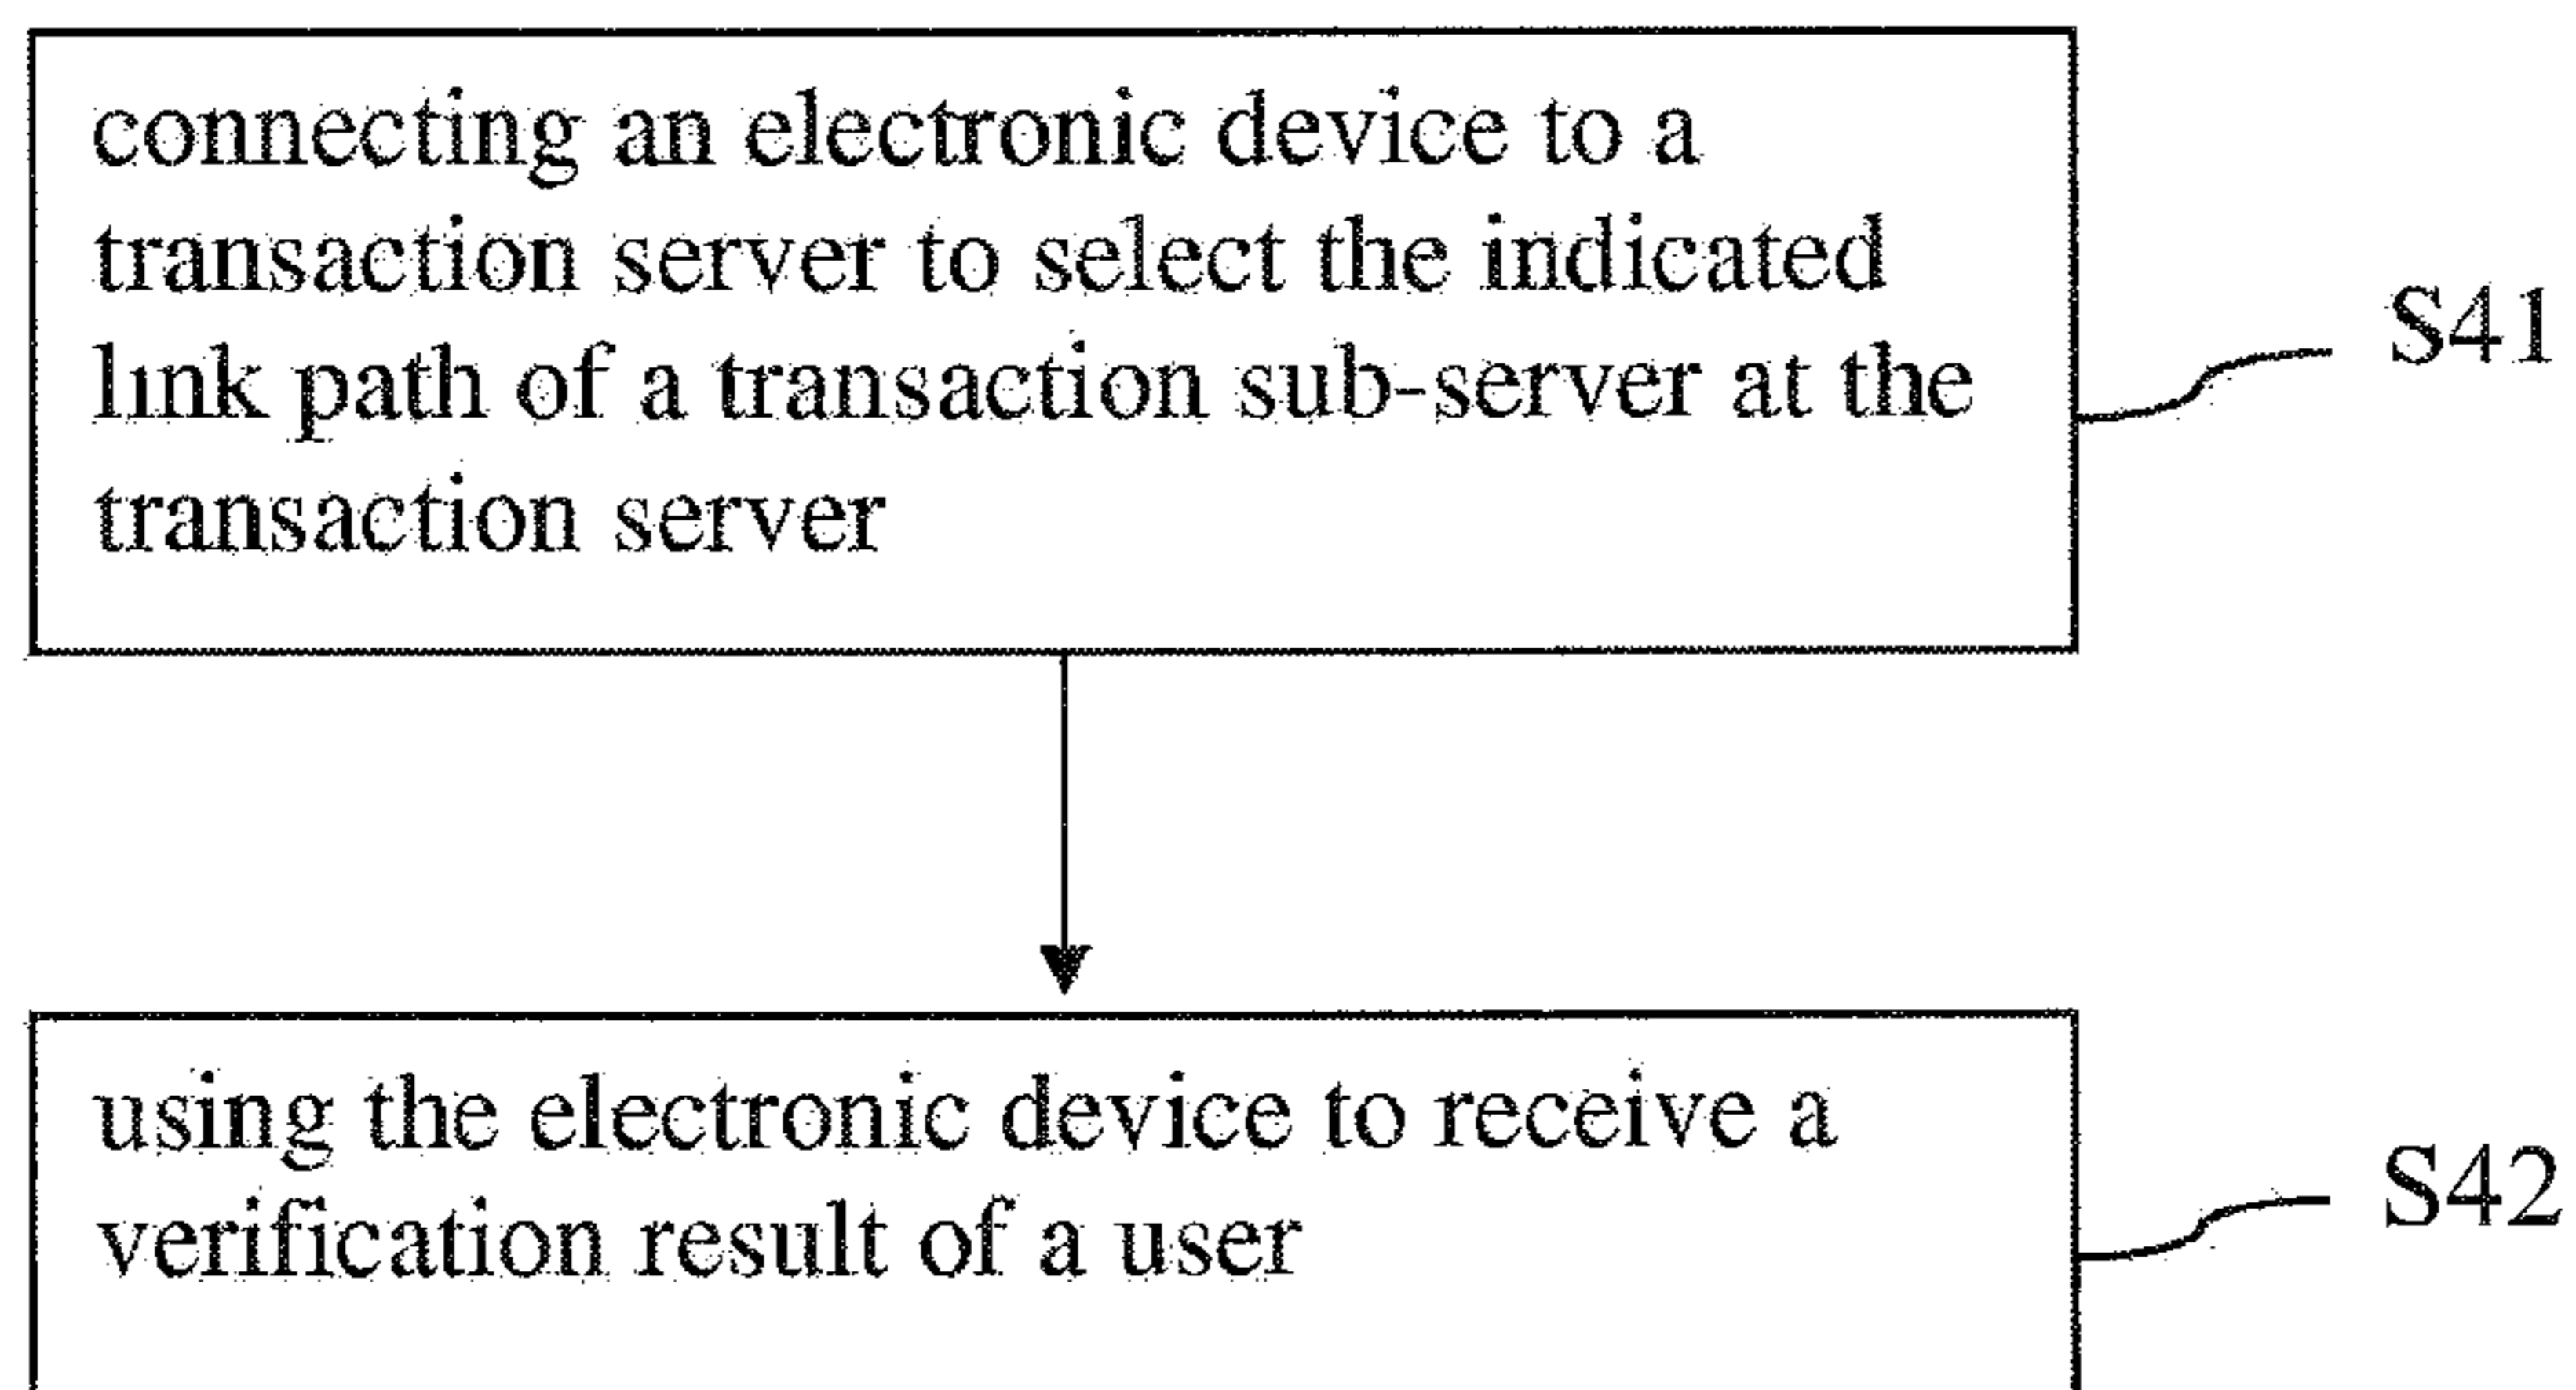 connecting an electronic device to a
transaction server to select the indicated
link path of a transaction sub-server at the
transaction server
S41
using the electronic device to receive a
verification result of a user
S42